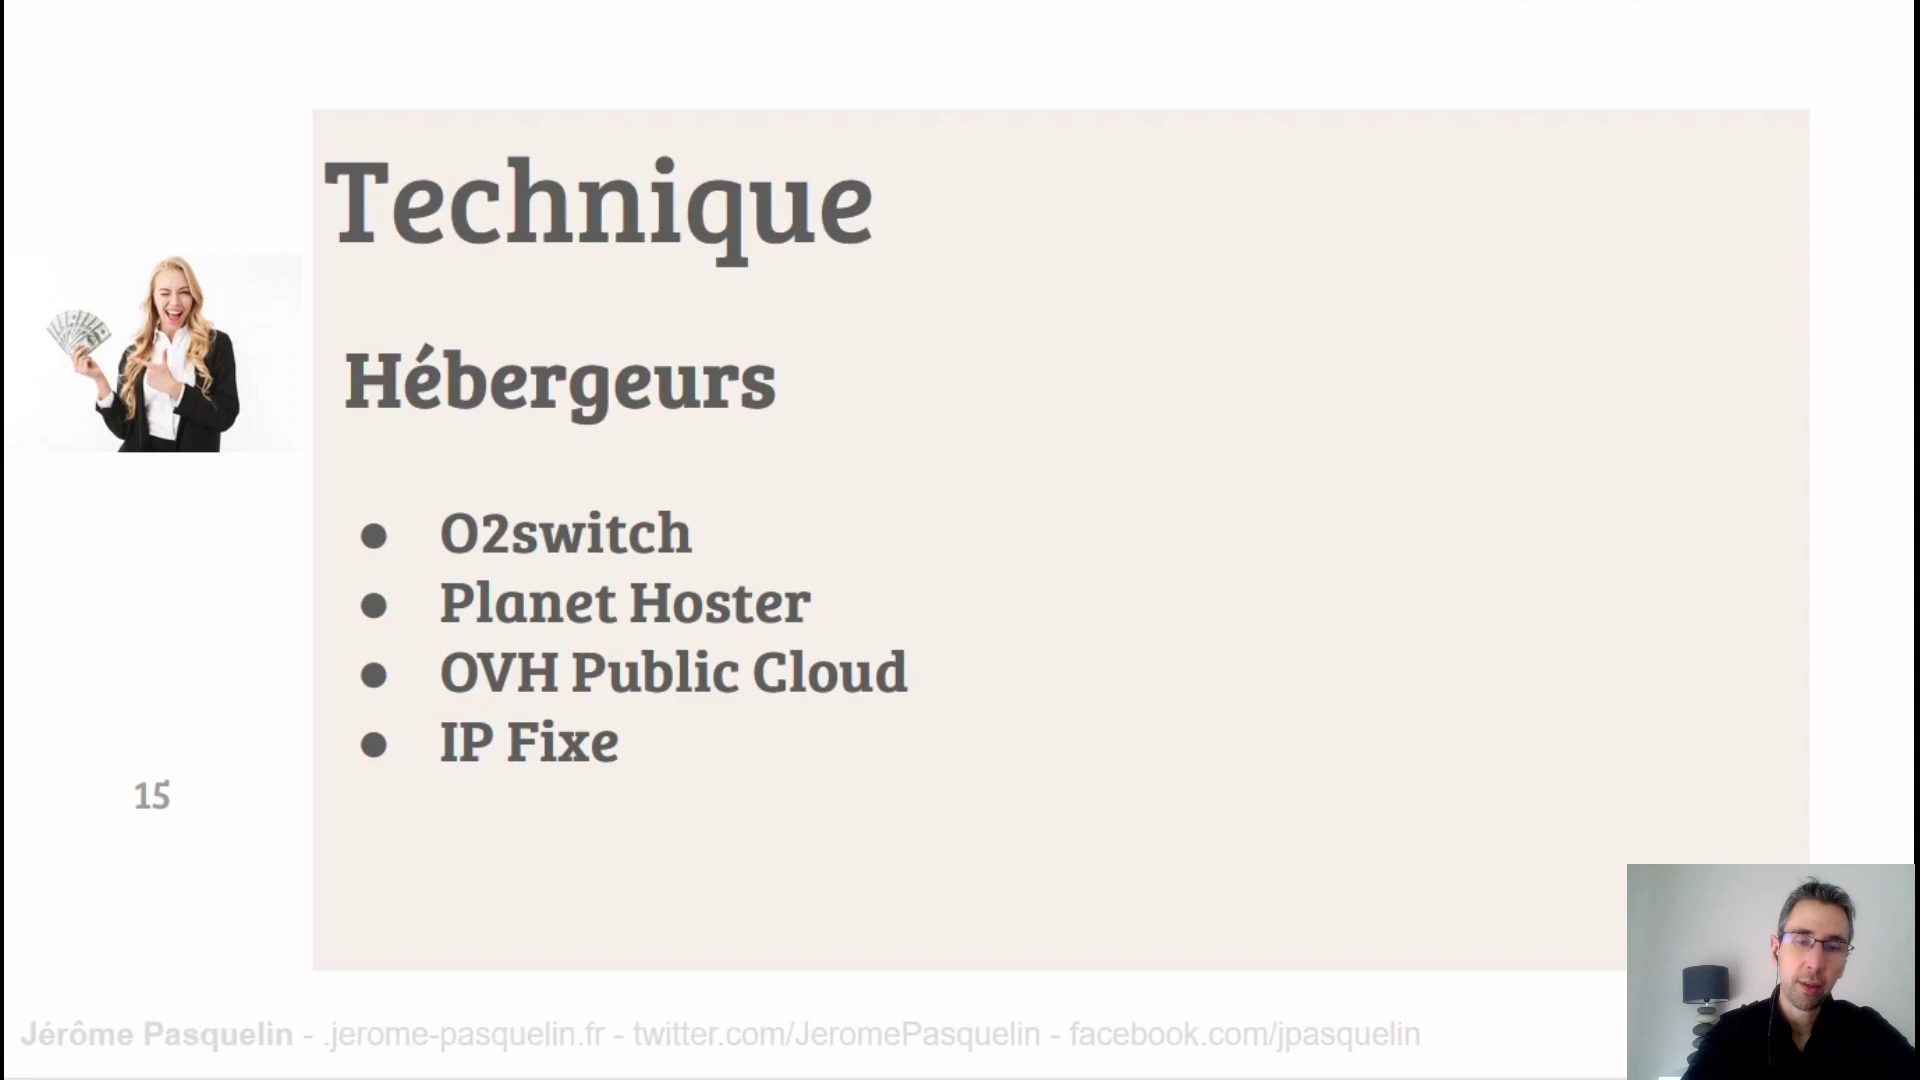 Technique
Hébergeurs
● O2switch
● Planet Hoster
● OVH Public Cloud
● IP Fixe
15
Jérôme Pasquelin - .jerome-pasquelin.fr - twitter.com/JeromePasquelin - facebook.com/jpasquelin